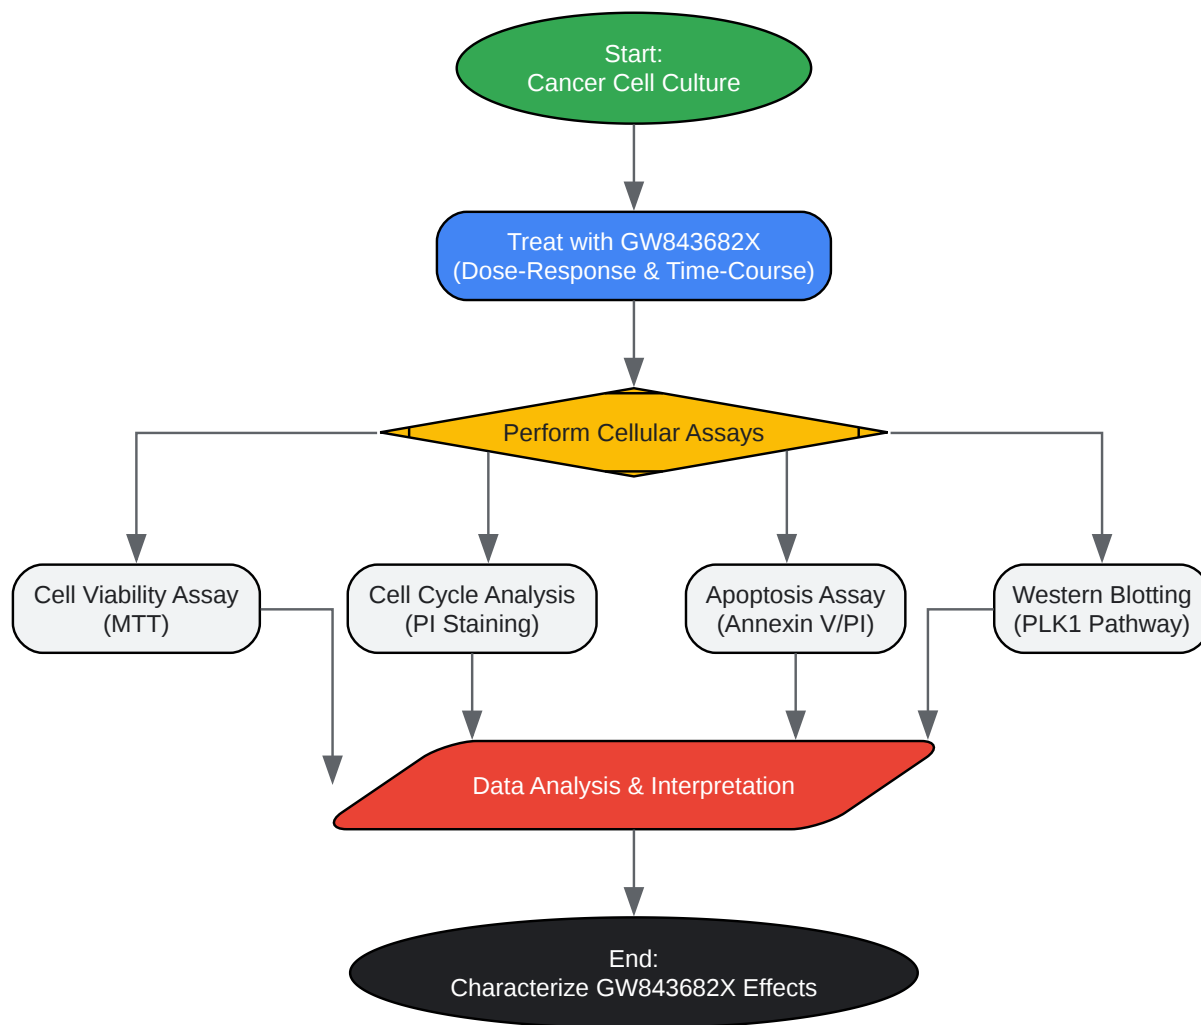 Start:
Cancer Cell Culture
Treat with GW843682X
(Dose-Response & Time-Course)
Perform Cellular Assays
Cell Viability Assay
(MTT)
Cell Cycle Analysis
(PI Staining)
Apoptosis Assay
(Annexin V/PI)
Western Blotting
(PLK1 Pathway)
Data Analysis & Interpretation
End:
Characterize GW843682X Effects